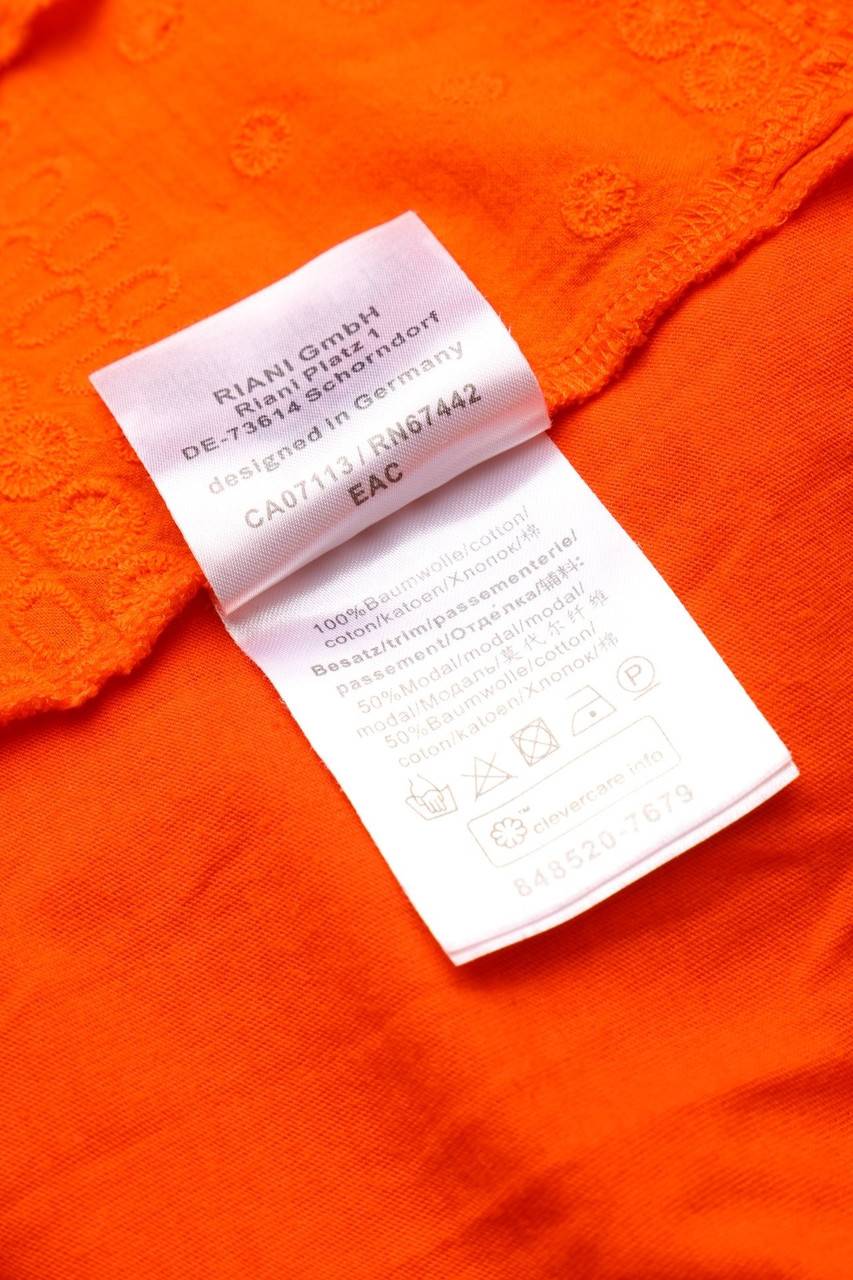 RIANI GmbH
Riani Platz 1
DE-73614 Schorndorf
designed in Germany
CA07113 / RN67442
EAC
100%Baumwolle/cotton/
coton/katoen/Хлопок/棉
Besatz/trim/passementerie/
passement/Отделка/辅料:
50%Modal/modal/modal/
modal/Модаль/莫代尔纤维
50%Baumwolle/cotton/
coton/katoen/Хлопок/棉
P
™ clevercare.info
848520-7679